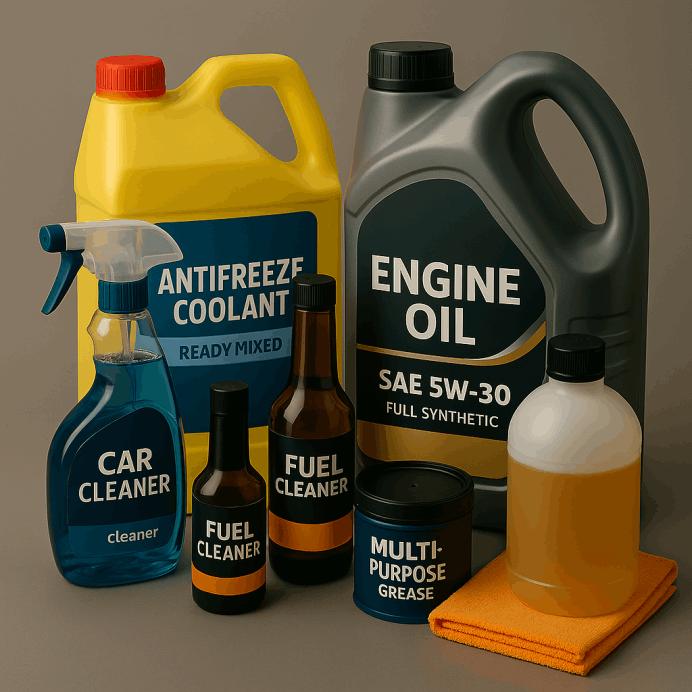 ANTIFREEZE
COOLANT
READY MIXED
ENGINE
OIL
SAE 5W-30
FULL SYNTHETIC
CAR
CLEANER
cleaner
FUEL
CLEANER
FUEL
CLEANER
MULTI-
PURPOSE
GREASE